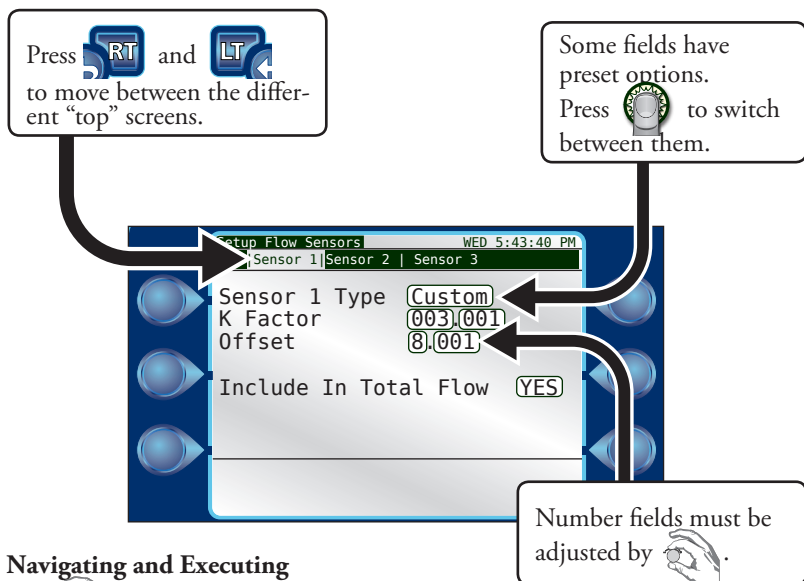 Press RT and LT
to move between the differ-
ent “top” screens.
Some fields have
preset options.
Press to switch
between them.
Setup Flow Sensors WED 5:43:40 PM
|Sensor 1|Sensor 2 | Sensor 3
Sensor 1 Type Custom
K Factor 003.001
Offset 8.001
Include In Total Flow YES
Number fields must be
adjusted by .
Navigating and Executing